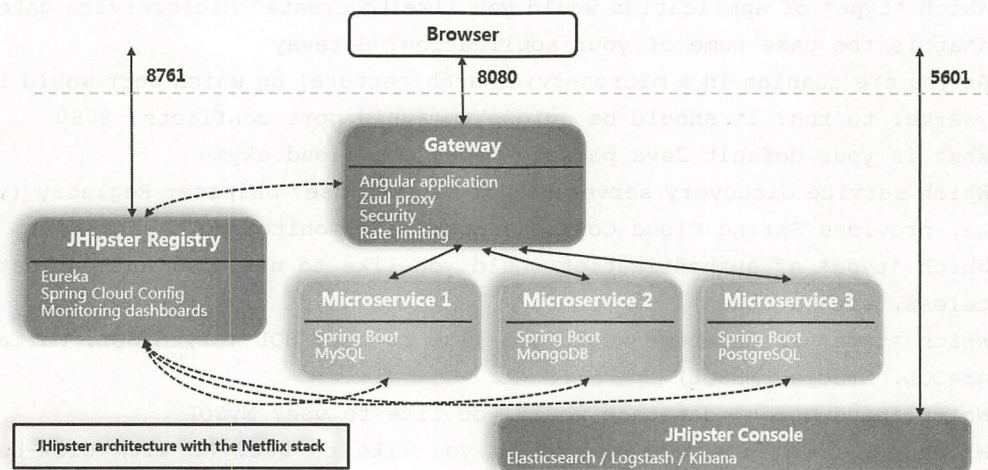 Browser
8761
8080
5601
Gateway
Angular application
Zuul proxy
Security
Rate limiting
JHipster Registry
Eureka
Spring Cloud Config
Monitoring dashboards
Microservice 1
Spring Boot
MySQL
Microservice 2
Spring Boot
MongoDB
Microservice 3
Spring Boot
PostgreSQL
JHipster architecture with the Netflix stack
JHipster Console
Elasticsearch / Logstash / Kibana